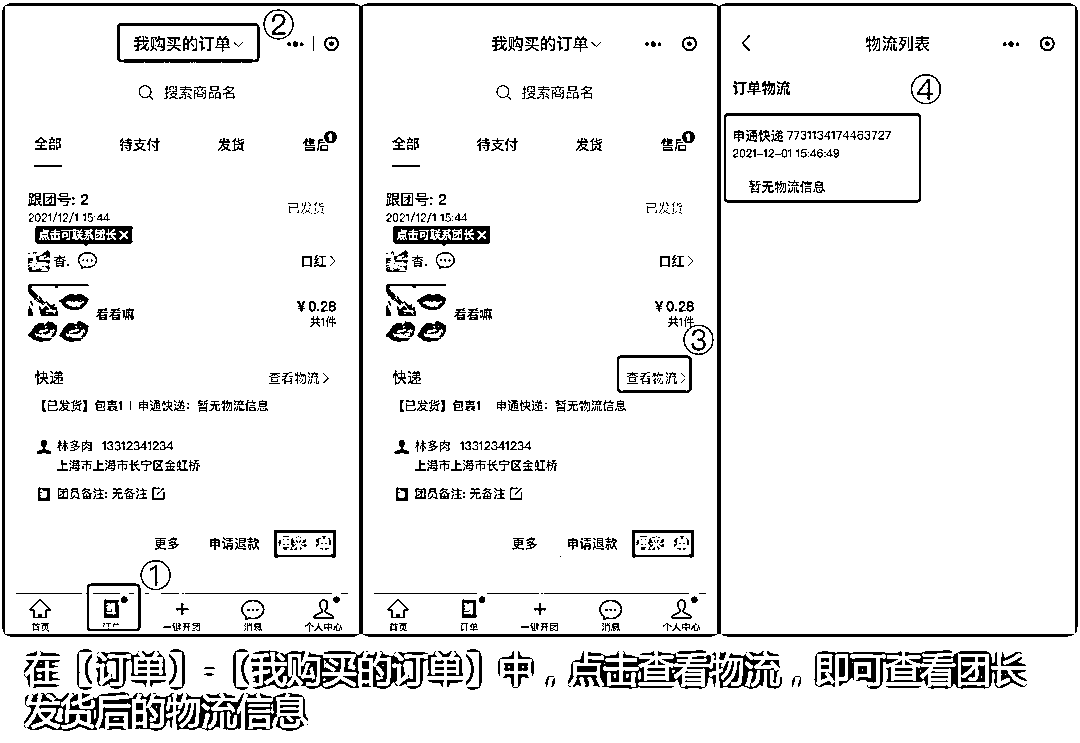 我购买的订单
②
搜索商品名
全部 待支付 发货 售后 1
跟团号: 2
2021/12/1 15:44
已发货
点击可联系团长 ×
杳.
口红 >
看看嘛
¥0.28
共1件
快递
查看物流 >
【已发货】包裹1 | 申通快递: 暂无物流信息
林多肉 13312341234
上海市上海市长宁区金虹桥
团员备注: 无备注
更多 申请退款
①
首页 订单 一键开团 消息 个人中心
我购买的订单
搜索商品名
全部 待支付 发货 售后 1
跟团号: 2
2021/12/1 15:44
已发货
点击可联系团长 ×
杳.
口红 >
看看嘛
¥0.28
共1件
③
快递
查看物流 >
【已发货】包裹1 申通快递: 暂无物流信息
林多肉 13312341234
上海市上海市长宁区金虹桥
团员备注: 无备注
更多 申请退款
首页 订单 一键开团 消息 个人中心
物流列表
订单物流
④
申通快递 7731134174463727
2021-12-01 15:46:49
暂无物流信息
在【订单】-【我购买的订单】中，点击查看物流，即可查看团长
发货后的物流信息